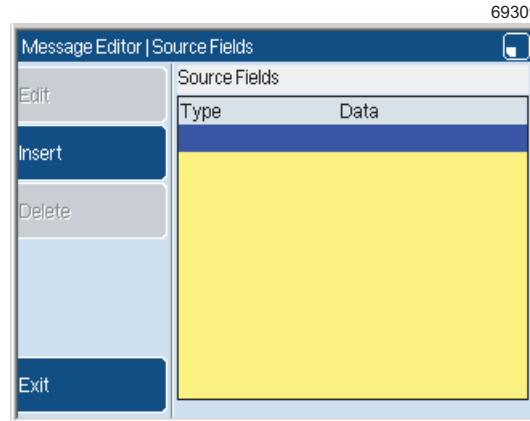 6930
Message Editor | Source Fields
Edit
Insert
Delete
Exit
Source Fields
Type Data